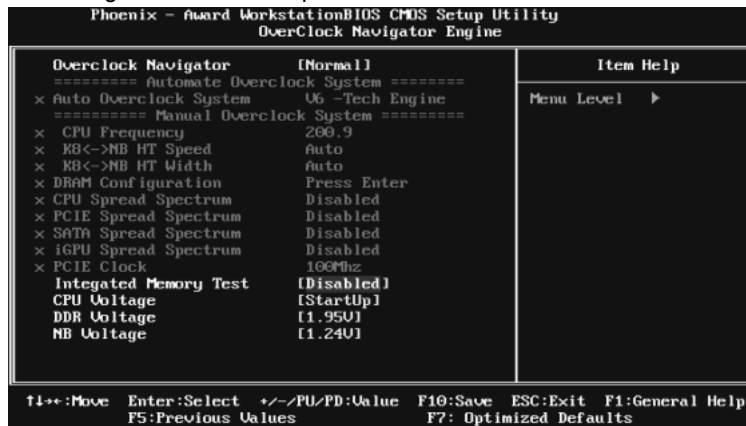 Phoenix - Award WorkstationBIOS CMOS Setup Utility
OverClock Navigator Engine
Overclock Navigator [Normal]
========= Automate Overclock System ========
x Auto Overclock System V6 -Tech Engine
========== Manual Overclock System =========
x CPU Frequency 200.9
x K8<->NB HT Speed Auto
x K8<->NB HT Width Auto
x DRAM Configuration Press Enter
x CPU Spread Spectrum Disabled
x PCIE Spread Spectrum Disabled
x SATA Spread Spectrum Disabled
x iGPU Spread Spectrum Disabled
x PCIE Clock 100Mhz
Integated Memory Test [Disabled]
CPU Voltage [StartUp]
DDR Voltage [1.95V]
NB Voltage [1.24V]
Item Help
Menu Level ►
↑↓→←:Move Enter:Select +/-/PU/PD:Value F10:Save ESC:Exit F1:General Help
F5:Previous Values F7: Optimized Defaults